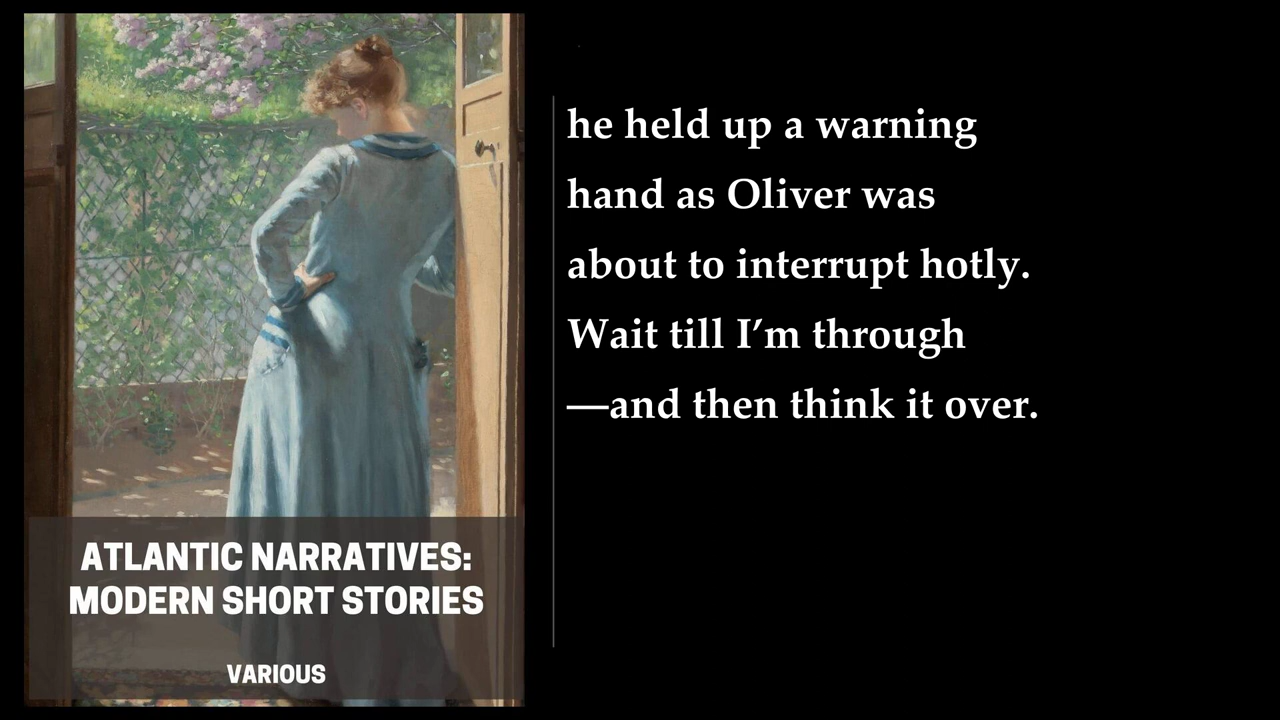 ATLANTIC NARRATIVES:
MODERN SHORT STORIES
VARIOUS
he held up a warning
hand as Oliver was
about to interrupt hotly.
Wait till I’m through
—and then think it over.